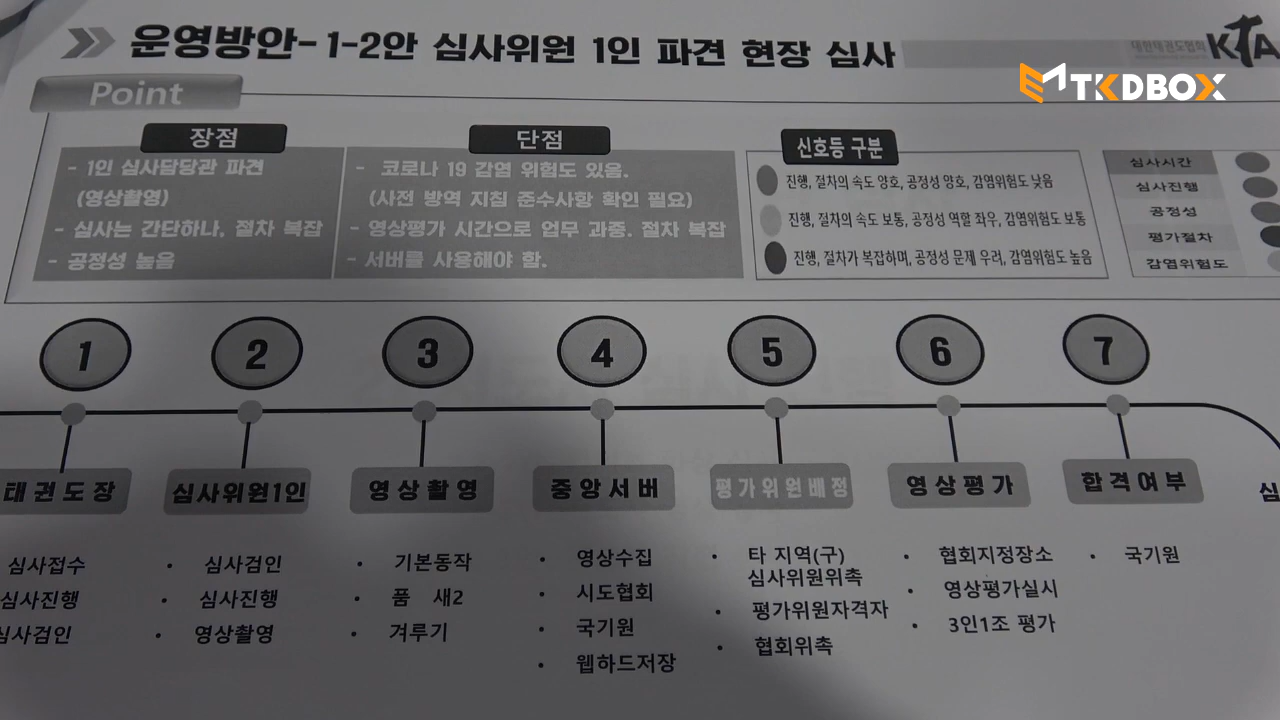 운영방안-1-2안 심사위원 1인 파견 현장 심사
대한태권도협회
KTA
TKDBOX
Point
장점
- 1인 심사담당관 파견
(영상촬영)
- 심사는 간단하나, 절차 복잡
- 공정성 높음
단점
- 코로나 19 감염 위험도 있음.
(사전 방역 지침 준수사항 확인 필요)
- 영상평가 시간으로 업무 과중. 절차 복잡
- 서버를 사용해야 함.
신호등 구분
진행, 절차의 속도 양호, 공정성 양호, 감염위험도 낮음
진행, 절차의 속도 보통, 공정성 역할 좌우, 감염위험도 보통
진행, 절차가 복잡하며, 공정성 문제 우려, 감염위험도 높음
심사시간
심사진행
공정성
평가절차
감염위험도
1
2
3
4
5
6
7
태권도장
심사접수
심사진행
심사검인
심사위원1인
• 심사검인
• 심사진행
• 영상촬영
영상촬영
• 기본동작
• 품 새2
• 겨루기
중앙서버
• 영상수집
• 시도협회
• 국기원
• 웹하드저장
평가위원배정
• 타 지역(구)
심사위원위촉
• 평가위원자격자
• 협회위촉
영상평가
• 협회지정장소
• 영상평가실시
• 3인1조 평가
합격여부
• 국기원
심